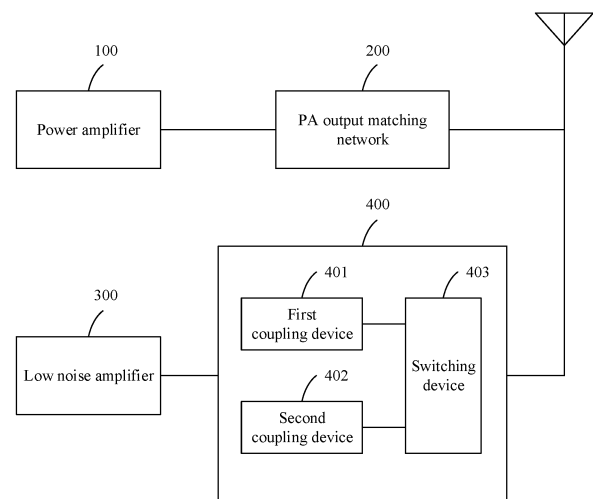 100
200
Power amplifier
PA output matching
network
400
401
403
300
First
coupling device
Low noise amplifier
Switching
device
402
Second
coupling device